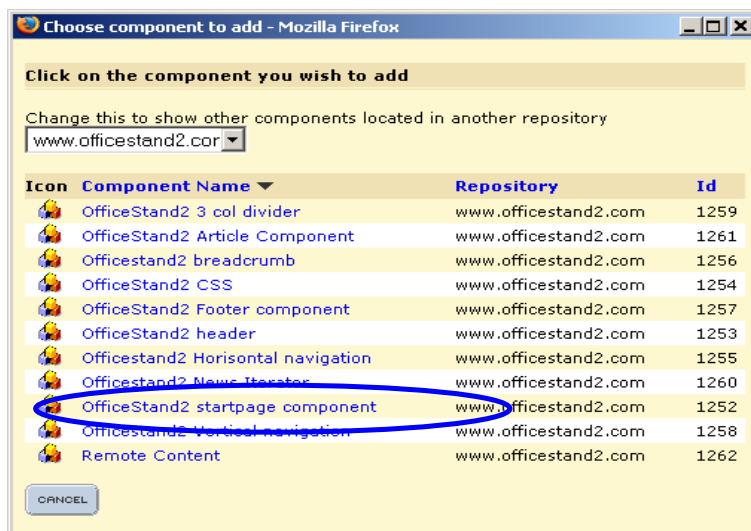 Choose component to add - Mozilla Firefox
Click on the component you wish to add
Change this to show other components located in another repository
www.officestand2.cor
Icon Component Name Repository Id
OfficeStand2 3 col divider www.officestand2.com 1259
OfficeStand2 Article Component www.officestand2.com 1261
Officestand2 breadcrumb www.officestand2.com 1256
OfficeStand2 CSS www.officestand2.com 1254
OfficeStand2 Footer component www.officestand2.com 1257
OfficeStand2 header www.officestand2.com 1253
Officestand2 Horisontal navigation www.officestand2.com 1255
Officestand2 News Iterator www.officestand2.com 1260
OfficeStand2 startpage component www.officestand2.com 1252
Officestand2 Vertical navigation www.officestand2.com 1258
Remote Content www.officestand2.com 1262
CANCEL